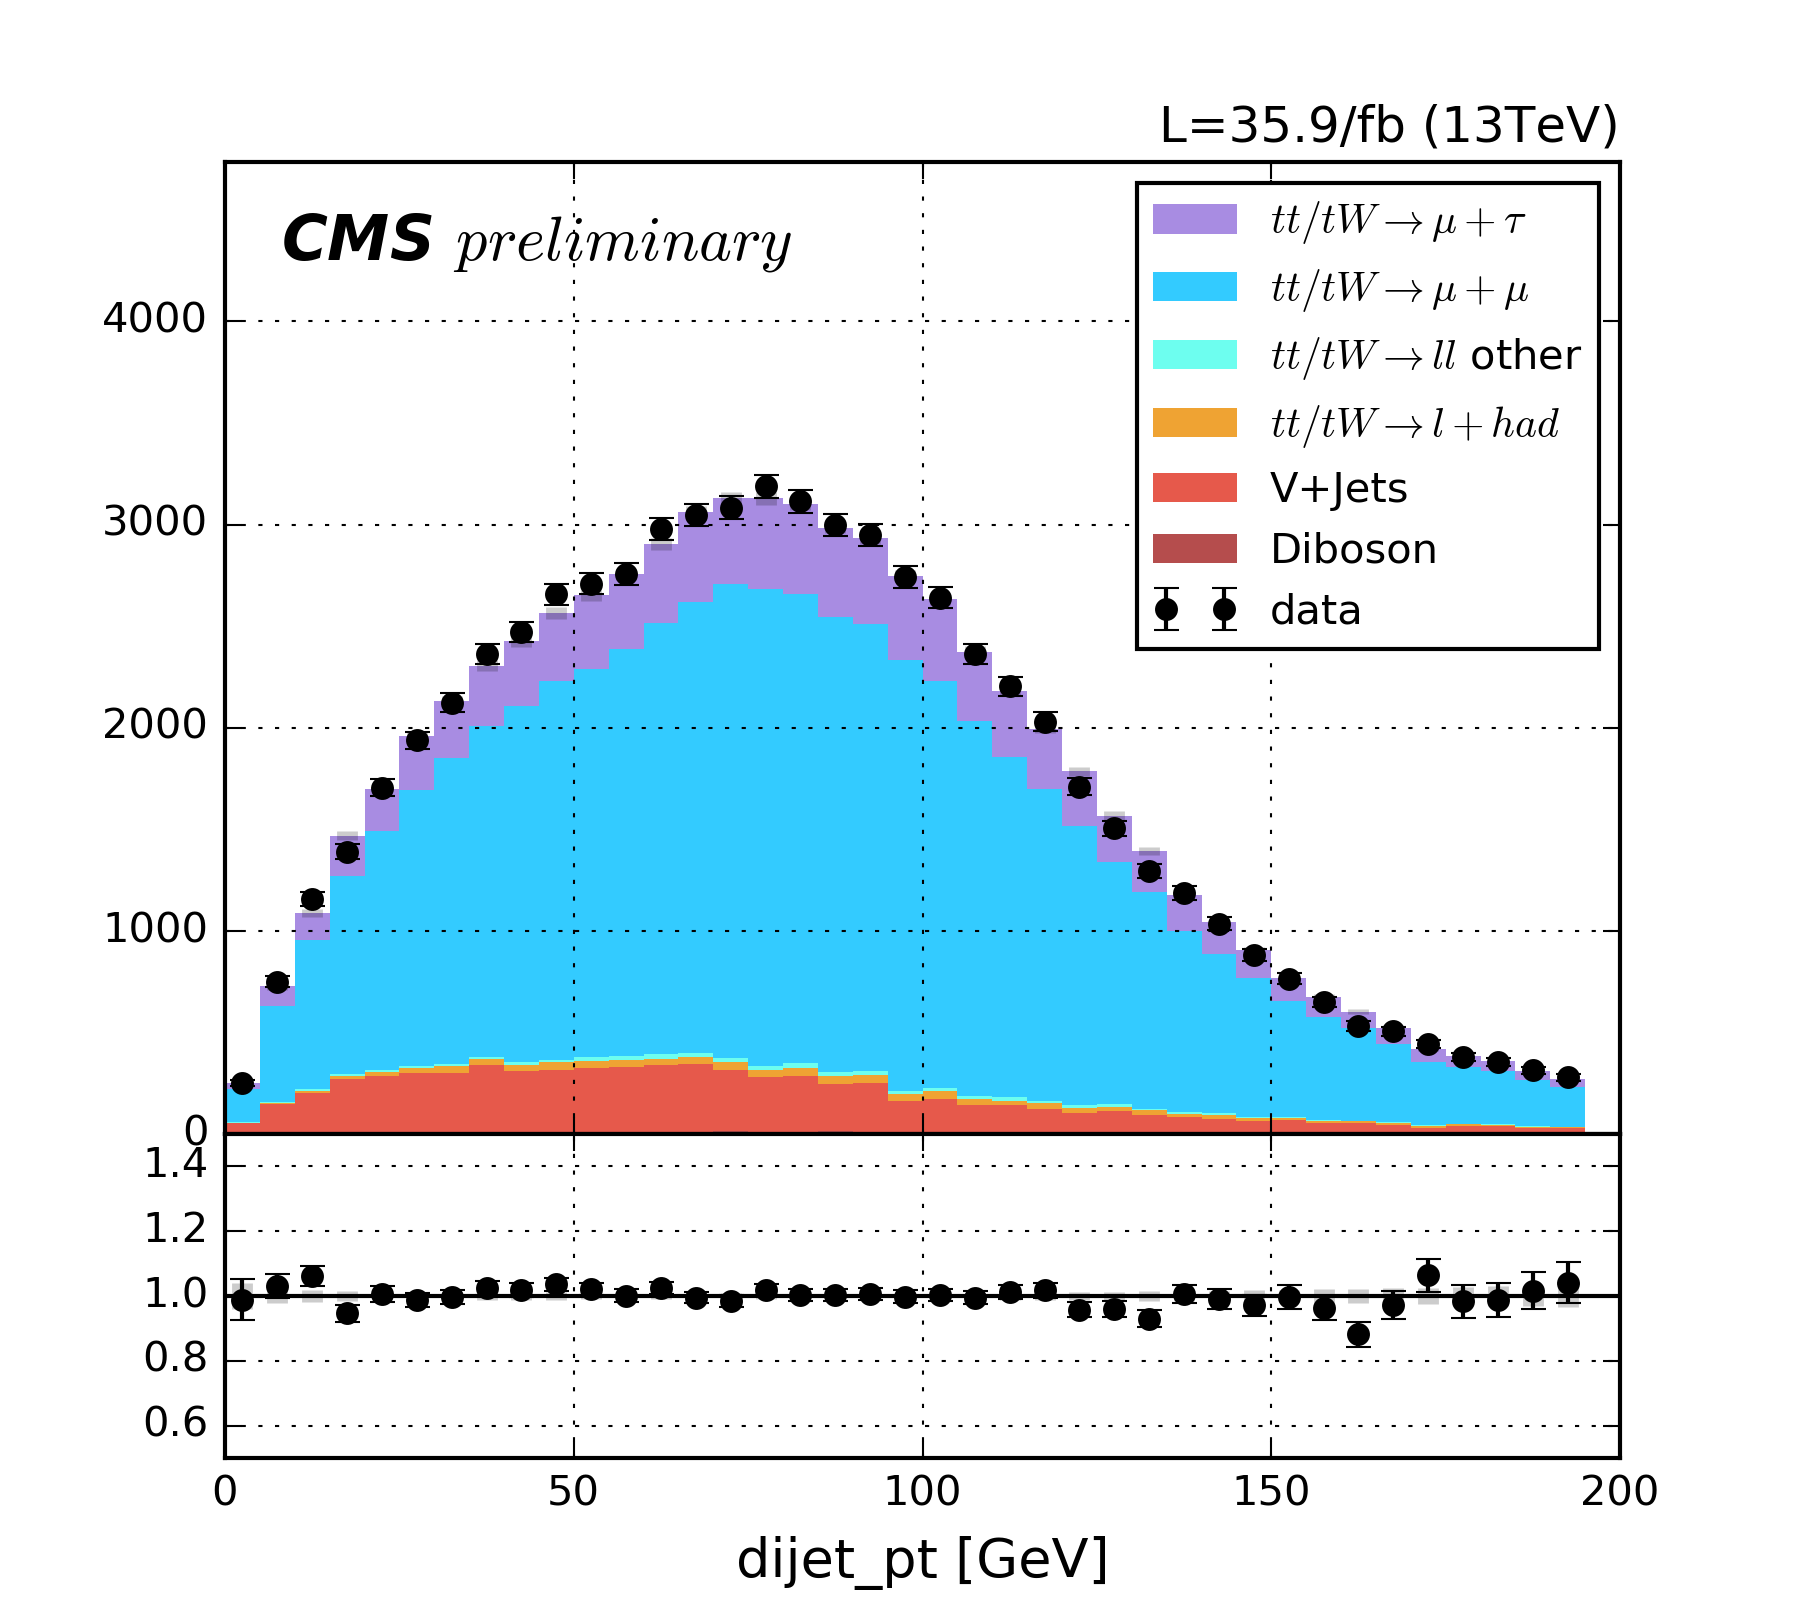 L=35.9/fb (13TeV)
CMS preliminary
tt/tW→μ+τ
tt/tW→μ+μ
tt/tW→ll other
tt/tW→l+had
V+Jets
Diboson
data
4000
3000
2000
1000
0
1.4
1.2
1.0
0.8
0.6
0 50 100 150 200
dijet_pt [GeV]